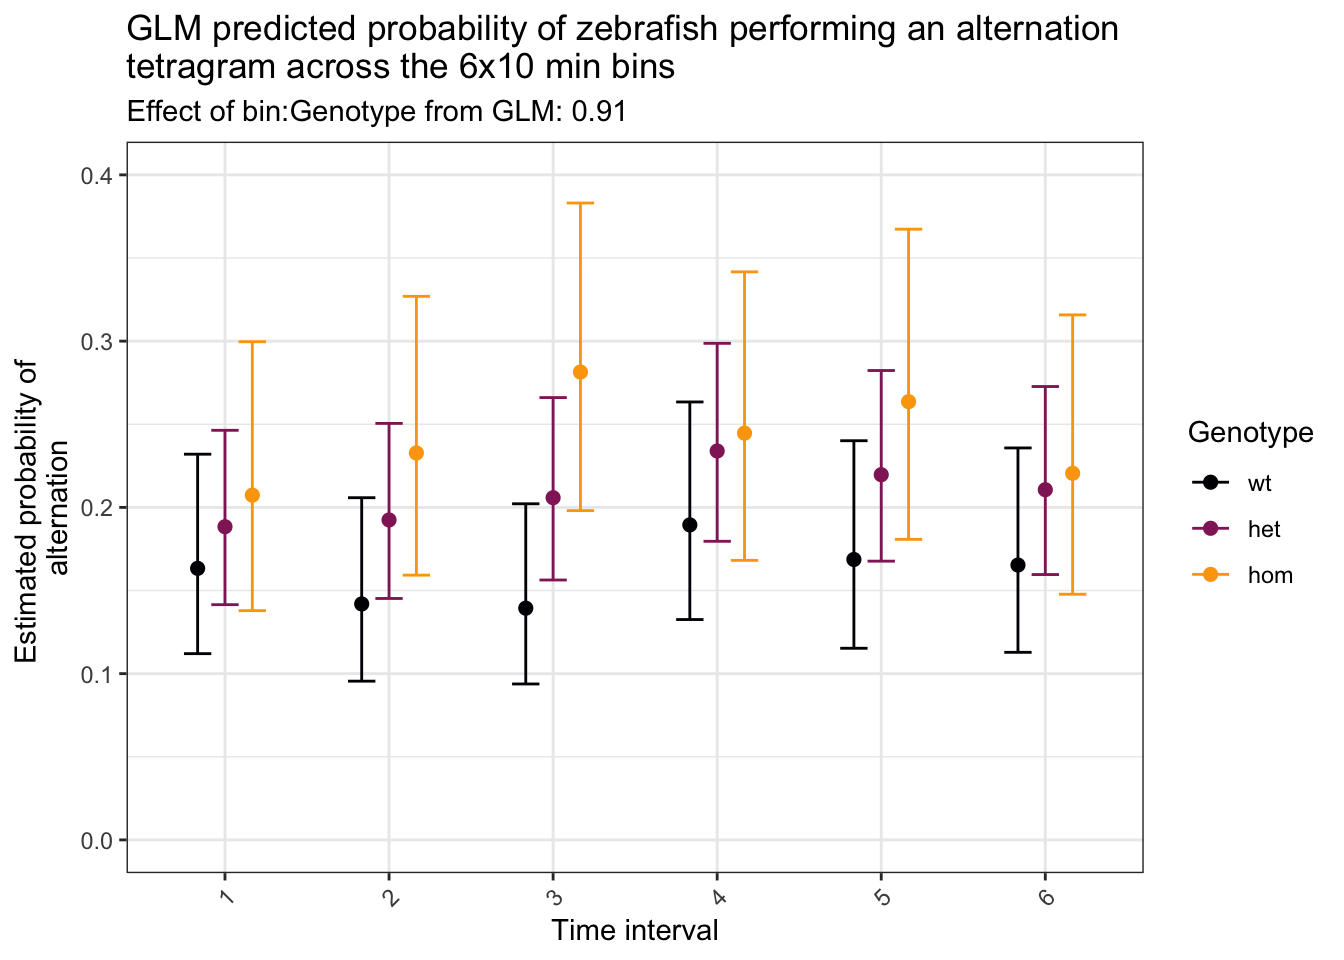 GLM predicted probability of zebrafish performing an alternation
tetragram across the 6x10 min bins
Effect of bin:Genotype from GLM: 0.91
Estimated probability of
alternation
0.4
0.3
0.2
0.1
0.0
1 2 3 4 5 6
Time interval
Genotype
wt
het
hom